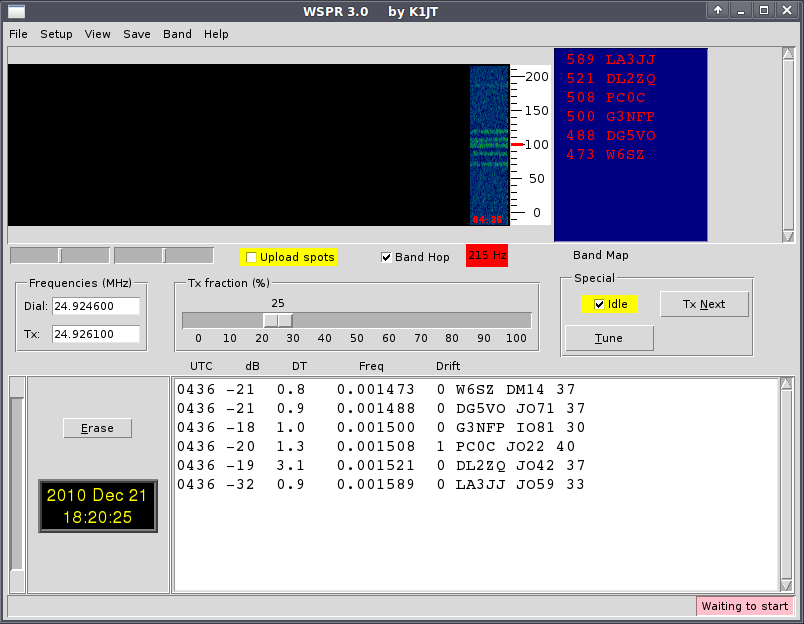 WSPR 3.0 by K1JT
File Setup View Save Band Help
200
150
100
50
0
04:36
589 LA3JJ
521 DL2ZQ
508 PC0C
500 G3NFP
488 DG5VO
473 W6SZ
Upload spots
Band Hop
215 Hz
Band Map
Frequencies (MHz)
Dial: 24.924600
Tx: 24.926100
Tx fraction (%)
25
0 10 20 30 40 50 60 70 80 90 100
Special
Idle
Tx Next
Tune
UTC dB DT Freq Drift
0436 -21 0.8 0.001473 0 W6SZ DM14 37
0436 -21 0.9 0.001488 0 DG5VO JO71 37
0436 -18 1.0 0.001500 0 G3NFP IO81 30
0436 -20 1.3 0.001508 1 PC0C JO22 40
0436 -19 3.1 0.001521 0 DL2ZQ JO42 37
0436 -32 0.9 0.001589 0 LA3JJ JO59 33
Erase
2010 Dec 21
18:20:25
Waiting to start